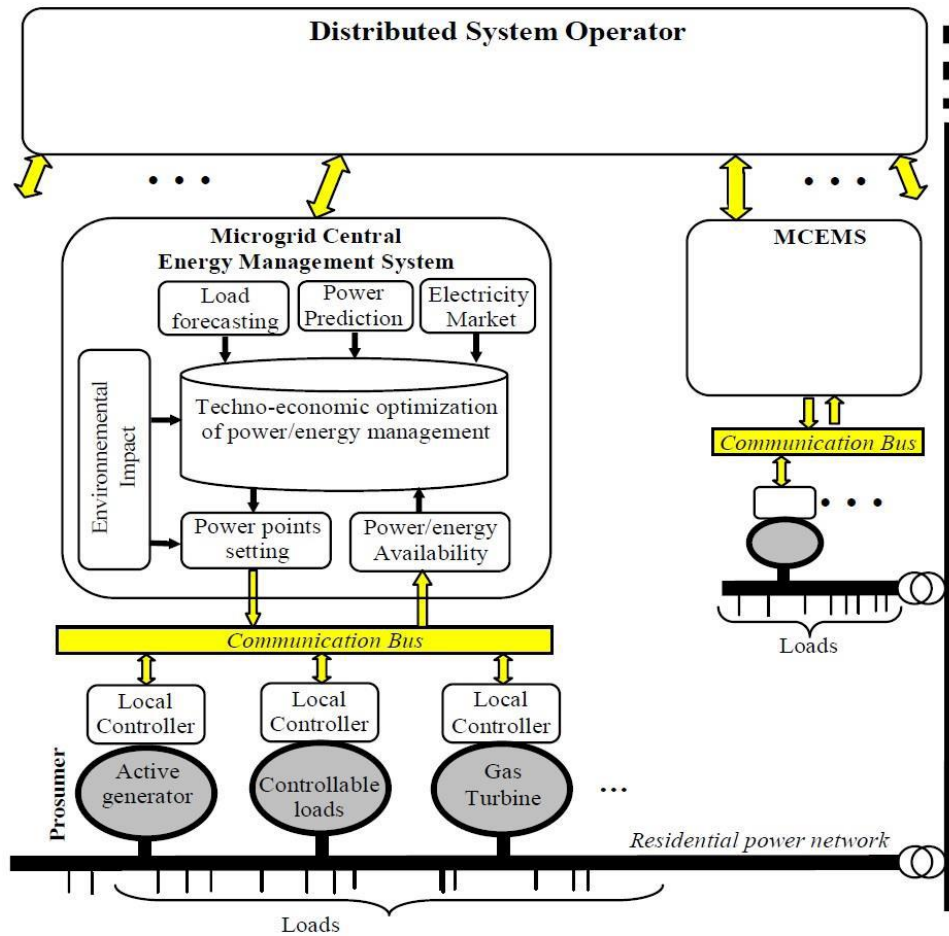 Distributed System Operator
• • •
• • •
Microgrid Central
Energy Management System
Load
forecasting
Power
Prediction
Electricity
Market
Environnemental
Impact
Techno-economic optimization
of power/energy management
Power points
setting
Power/energy
Availability
MCEMS
Communication Bus
• • •
Loads
Communication Bus
Local
Controller
Local
Controller
Local
Controller
Prosumer
Active
generator
Controllable
loads
Gas
Turbine
...
Residential power network
Loads